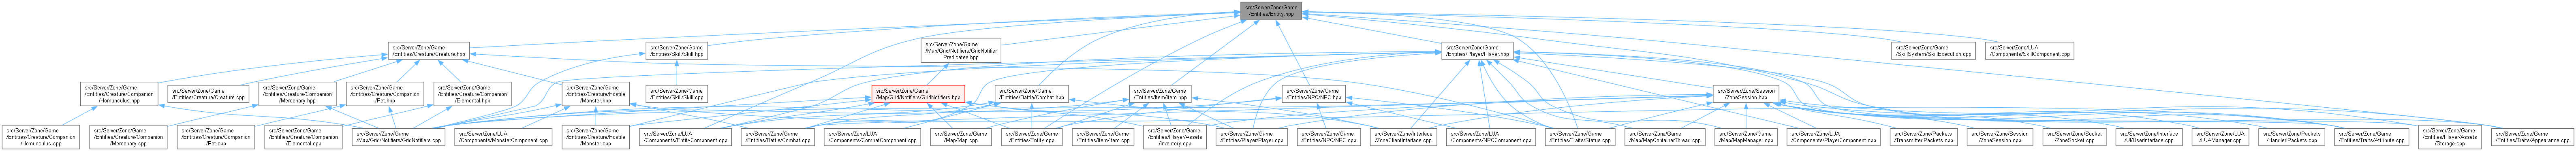 src/Server/Zone/Game
/Entities/Entity.hpp
src/Server/Zone/Game
/Entities/Creature/Creature.hpp
src/Server/Zone/Game
/Entities/Skill/Skill.hpp
src/Server/Zone/Game
/Map/Grid/Notifiers/GridNotifier
Predicates.hpp
src/Server/Zone/Game
/Entities/Player/Player.hpp
src/Server/Zone/Game
/SkillSystem/SkillExecution.cpp
src/Server/Zone/LUA
/Components/SkillComponent.cpp
src/Server/Zone/Game
/Entities/Creature/Companion
/Homunculus.hpp
src/Server/Zone/Game
/Entities/Creature/Creature.cpp
src/Server/Zone/Game
/Entities/Creature/Companion
/Mercenary.hpp
src/Server/Zone/Game
/Entities/Creature/Companion
/Pet.hpp
src/Server/Zone/Game
/Entities/Creature/Companion
/Elemental.hpp
src/Server/Zone/Game
/Entities/Creature/Hostile
/Monster.hpp
src/Server/Zone/Game
/Entities/Skill/Skill.cpp
src/Server/Zone/Game
/Map/Grid/Notifiers/GridNotifiers.hpp
src/Server/Zone/Game
/Entities/Battle/Combat.hpp
src/Server/Zone/Game
/Entities/Item/Item.hpp
src/Server/Zone/Game
/Entities/NPC/NPC.hpp
src/Server/Zone/Session
/ZoneSession.hpp
src/Server/Zone/Game
/Entities/Creature/Companion
/Homunculus.cpp
src/Server/Zone/Game
/Entities/Creature/Companion
/Mercenary.cpp
src/Server/Zone/Game
/Entities/Creature/Companion
/Pet.cpp
src/Server/Zone/Game
/Entities/Creature/Companion
/Elemental.cpp
src/Server/Zone/Game
/Map/Grid/Notifiers/GridNotifiers.cpp
src/Server/Zone/LUA
/Components/MonsterComponent.cpp
src/Server/Zone/Game
/Entities/Creature/Hostile
/Monster.cpp
src/Server/Zone/LUA
/Components/EntityComponent.cpp
src/Server/Zone/Game
/Entities/Battle/Combat.cpp
src/Server/Zone/LUA
/Components/CombatComponent.cpp
src/Server/Zone/Game
/Map/Map.cpp
src/Server/Zone/Game
/Entities/Entity.cpp
src/Server/Zone/Game
/Entities/Item/Item.cpp
src/Server/Zone/Game
/Entities/Player/Assets
/Inventory.cpp
src/Server/Zone/Game
/Entities/Player/Player.cpp
src/Server/Zone/Game
/Entities/NPC/NPC.cpp
src/Server/Zone/Interface
/ZoneClientInterface.cpp
src/Server/Zone/LUA
/Components/NPCComponent.cpp
src/Server/Zone/Game
/Entities/Traits/Status.cpp
src/Server/Zone/Game
/Map/MapContainerThread.cpp
src/Server/Zone/Game
/Map/MapManager.cpp
src/Server/Zone/LUA
/Components/PlayerComponent.cpp
src/Server/Zone/Packets
/TransmittedPackets.cpp
src/Server/Zone/Session
/ZoneSession.cpp
src/Server/Zone/Socket
/ZoneSocket.cpp
src/Server/Zone/Interface
/UI/UserInterface.cpp
src/Server/Zone/LUA
/LUAManager.cpp
src/Server/Zone/Packets
/HandledPackets.cpp
src/Server/Zone/Game
/Entities/Traits/Attribute.cpp
src/Server/Zone/Game
/Entities/Player/Assets
/Storage.cpp
src/Server/Zone/Game
/Entities/Traits/Appearance.cpp